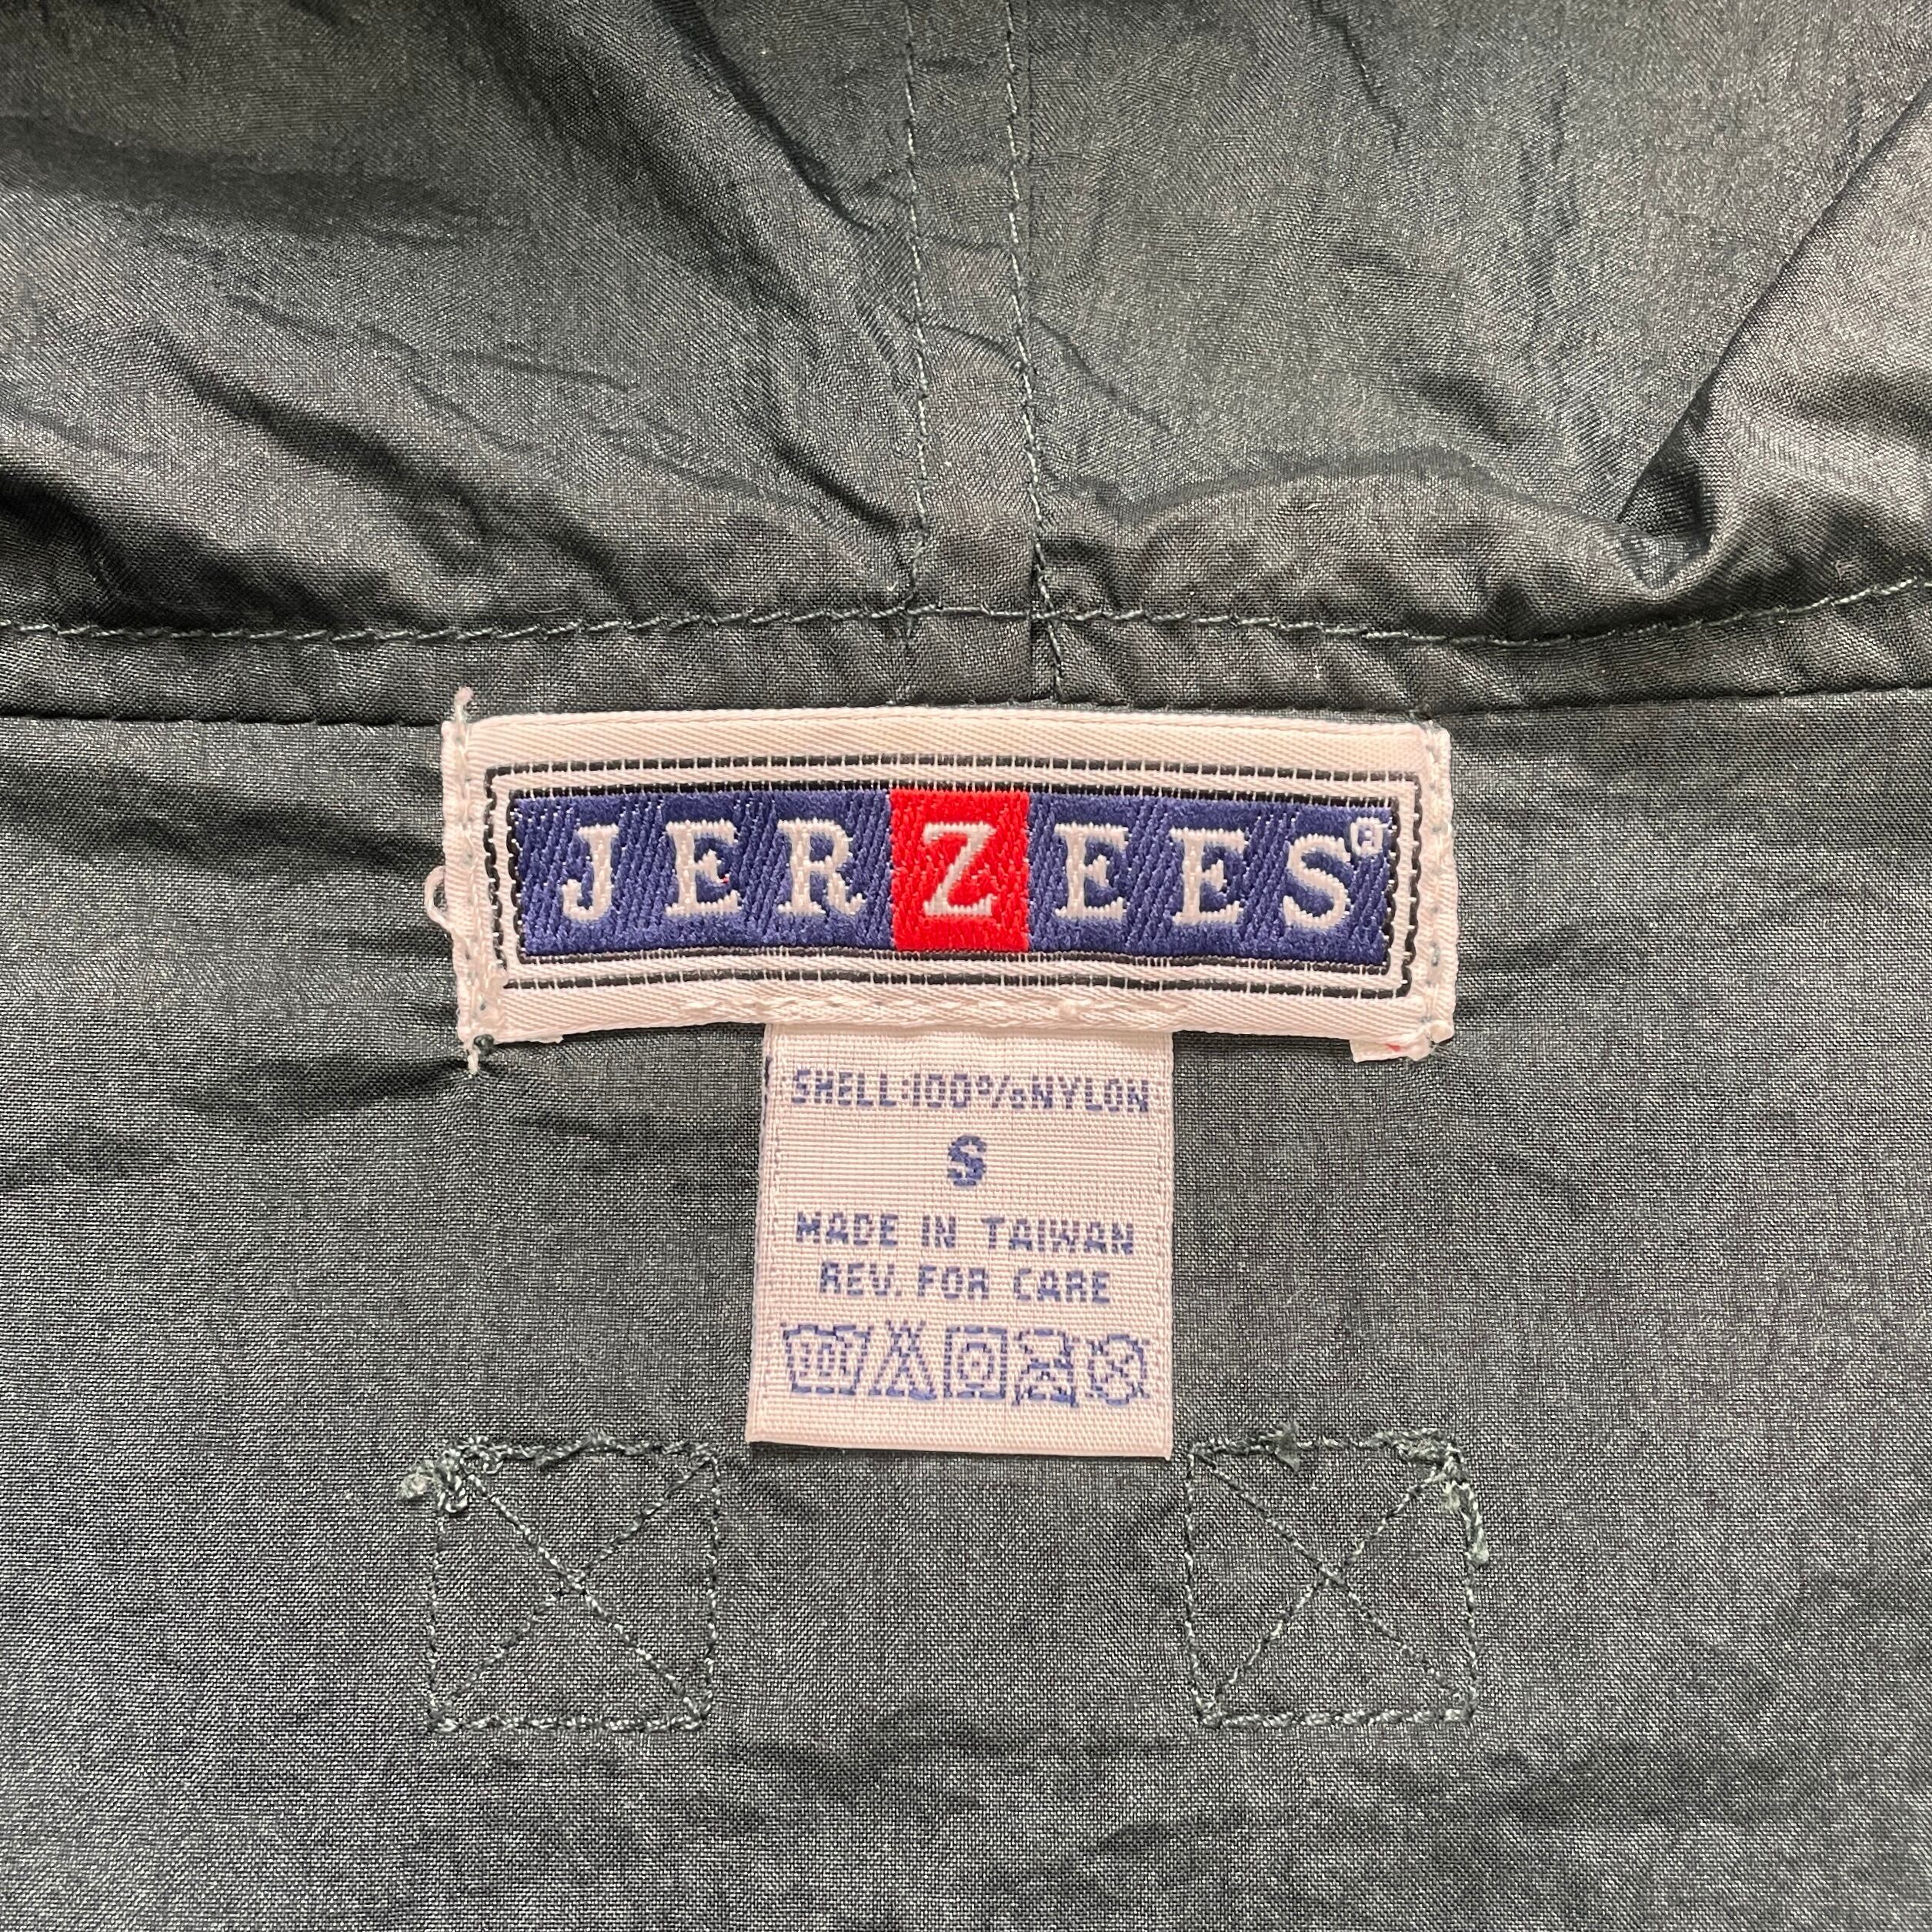 JERZEES®
SHELL:100%NYLON
S
MADE IN TAIWAN
REV. FOR CARE